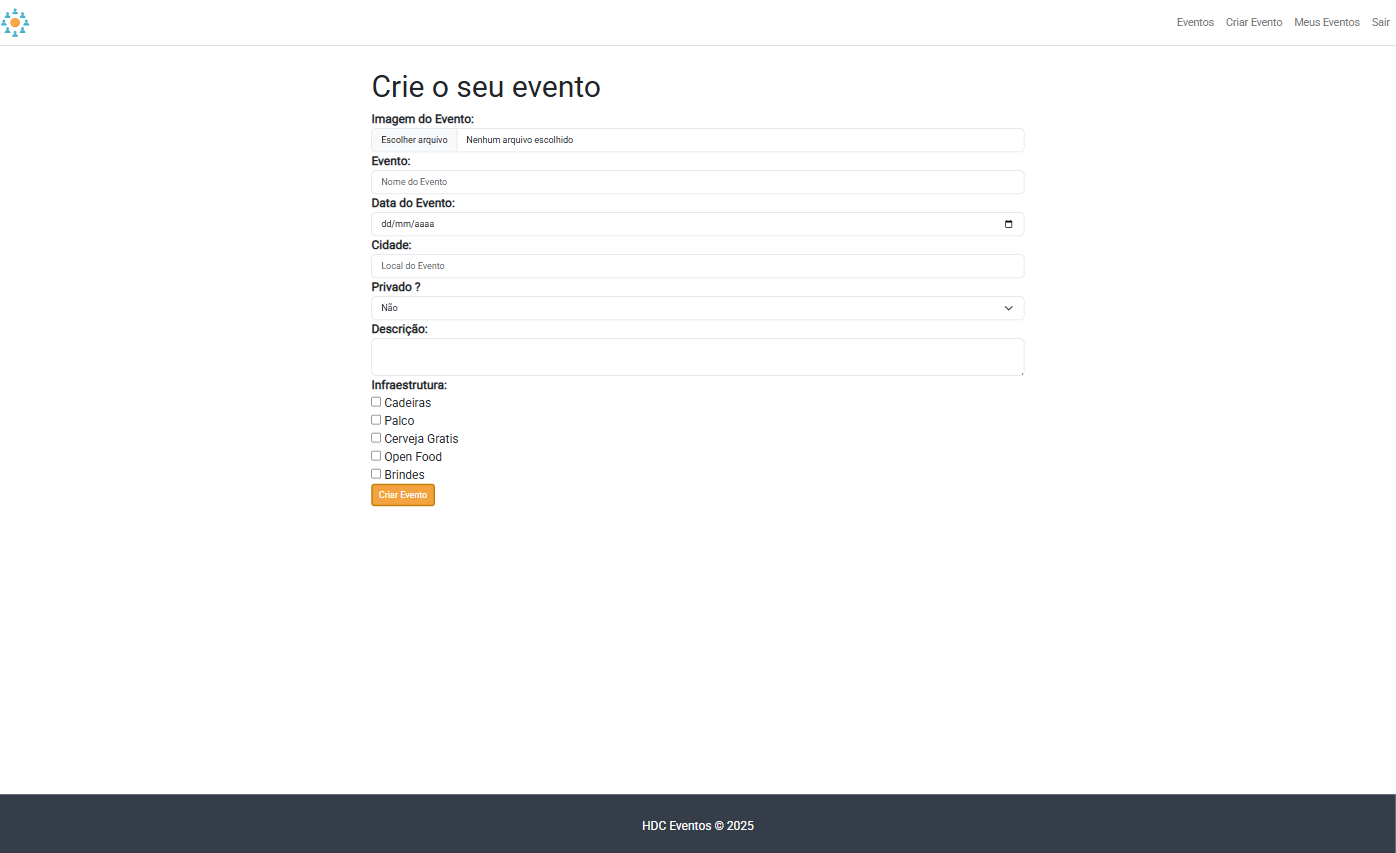 Eventos Criar Evento Meus Eventos Sair
Crie o seu evento
Imagem do Evento:
Escolher arquivo Nenhum arquivo escolhido
Evento:
Nome do Evento
Data do Evento:
dd/mm/aaaa
Cidade:
Local do Evento
Privado ?
Não
Descrição:
Infraestrutura:
Cadeiras
Palco
Cerveja Gratis
Open Food
Brindes
Criar Evento
HDC Eventos © 2025